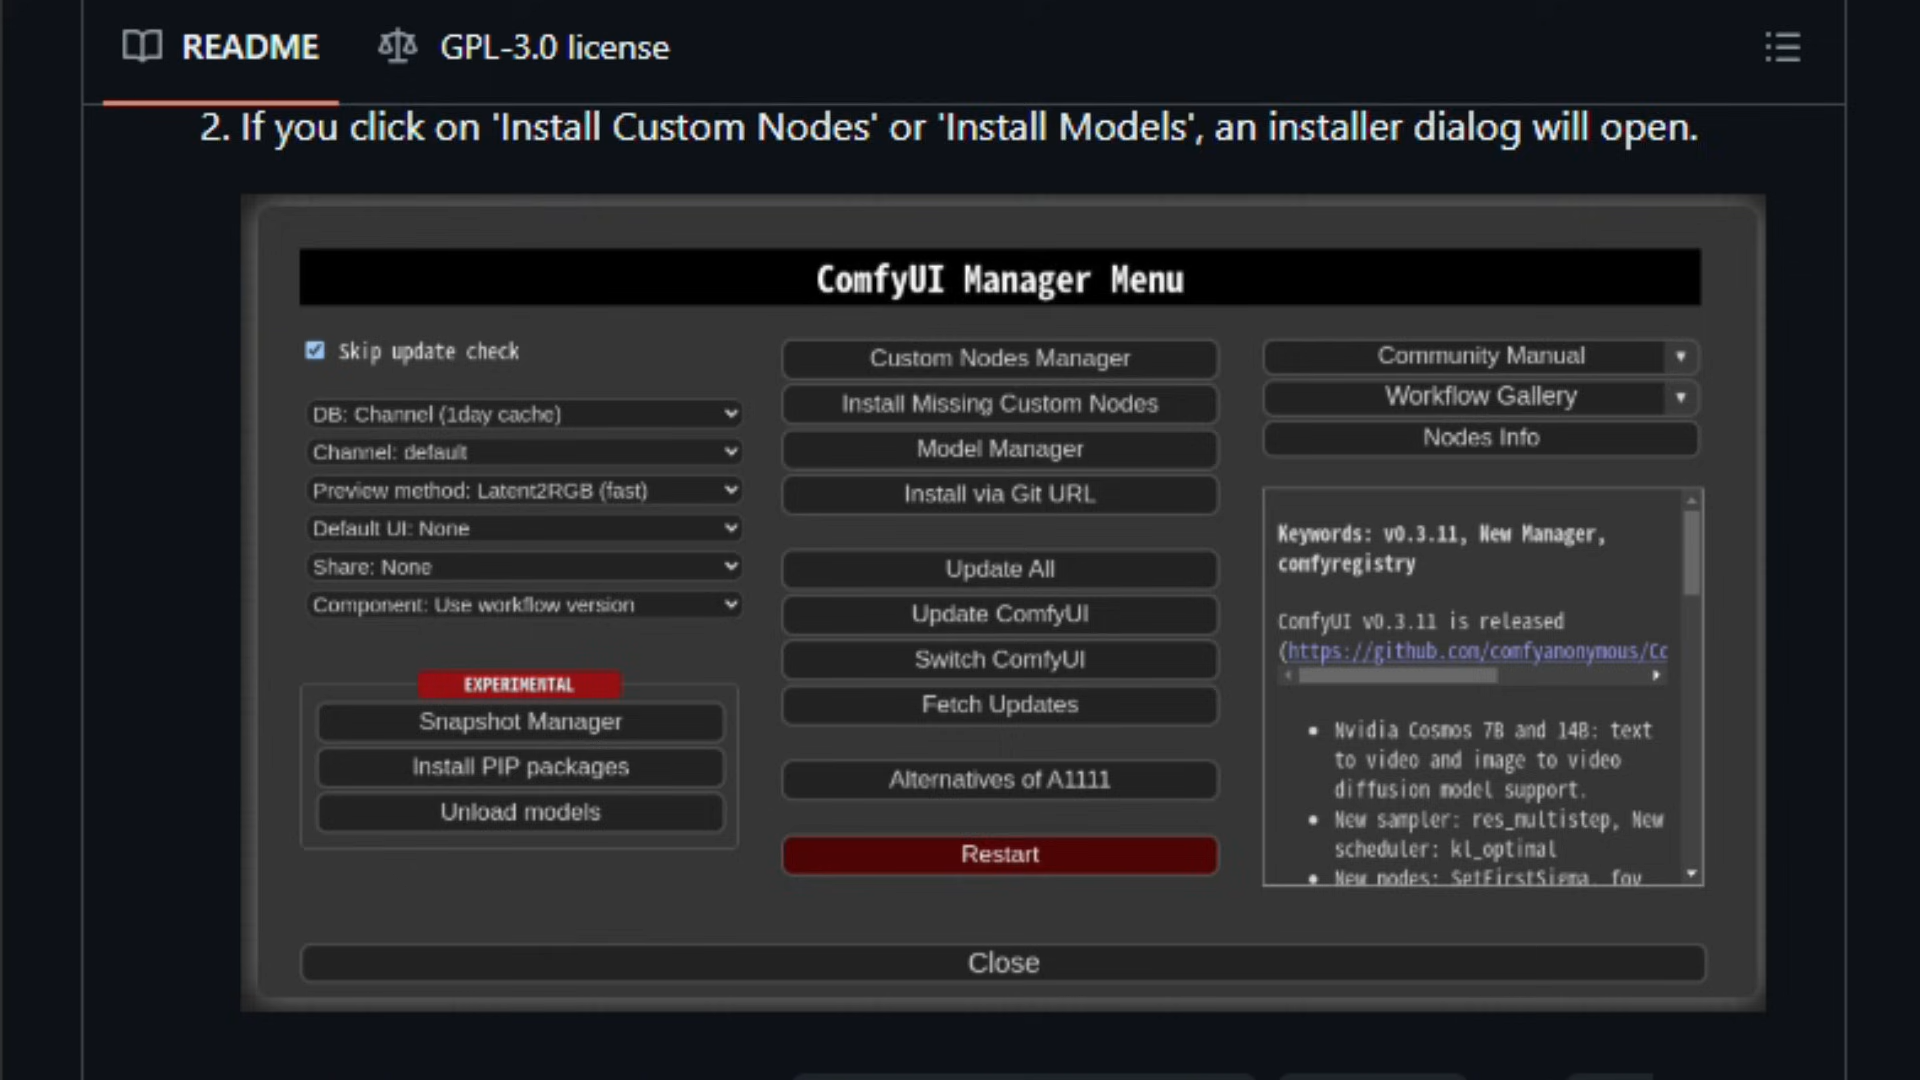 README
GPL-3.0 license
2. If you click on 'Install Custom Nodes' or 'Install Models', an installer dialog will open.
ComfyUI Manager Menu
Skip update check
DB: Channel (1day cache)
Channel: default
Preview method: Latent2RGB (fast)
Default UI: None
Share: None
Component: Use workflow version
EXPERIMENTAL
Snapshot Manager
Install PIP packages
Unload models
Custom Nodes Manager
Install Missing Custom Nodes
Model Manager
Install via Git URL
Update All
Update ComfyUI
Switch ComfyUI
Fetch Updates
Alternatives of A1111
Restart
Community Manual
Workflow Gallery
Nodes Info
Keywords: v0.3.11, New Manager,
comfyregistry
ComfyUI v0.3.11 is released
(https://github.com/comfyanonymous/Cc
• Nvidia Cosmos 7B and 14B: text
to video and image to video
diffusion model support.
• New sampler: res_multistep, New
scheduler: kl_optimal
• New nodes: SetFirstSigma, fov
Close